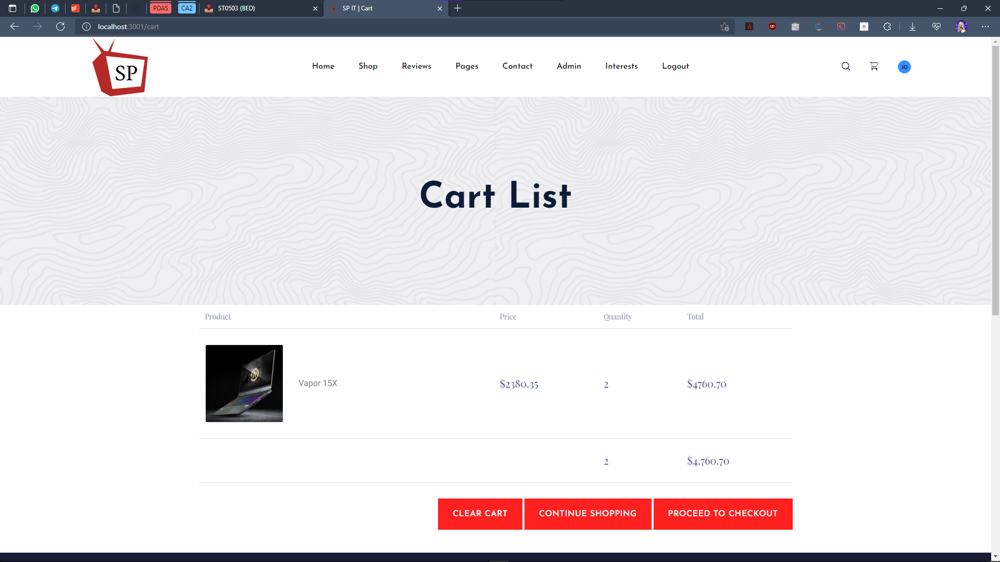 PDAS
CA2
ST0503 (BED)
SP IT | Cart
localhost:3001/cart
SP
Home
Shop
Reviews
Pages
Contact
Admin
Interests
Logout
JO
Cart List
Product
Price
Quantity
Total
Vapor 15X
$2380.35
2
$4760.70
2
$4,760.70
CLEAR CART
CONTINUE SHOPPING
PROCEED TO CHECKOUT